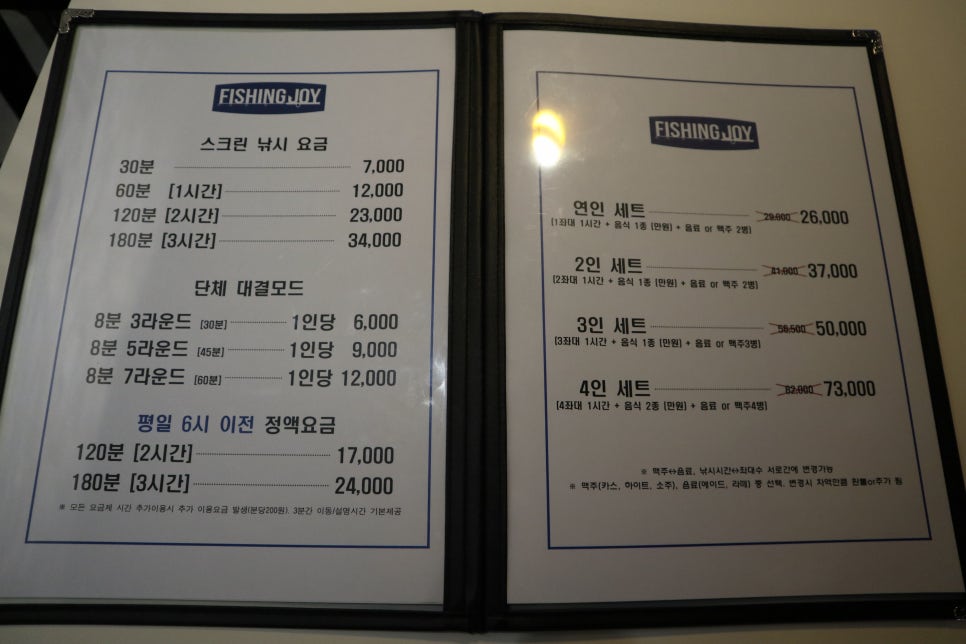 FISHING JOY
스크린 낚시 요금
30분 7,000
60분 [1시간] 12,000
120분 [2시간] 23,000
180분 [3시간] 34,000
단체 대결모드
8분 3라운드 [30분] 1인당 6,000
8분 5라운드 [45분] 1인당 9,000
8분 7라운드 [60분] 1인당 12,000
평일 6시 이전 정액요금
120분 [2시간] 17,000
180분 [3시간] 24,000
※ 모든 요금제 시간 추가이용시 추가 이용요금 발생(분당200원). 3분간 이동/설명시간 기본제공
FISHING JOY
연인 세트 29,000 26,000
[1좌대 1시간 + 음식 1종 [만원] + 음료 or 맥주 2병]
2인 세트 41,000 37,000
[2좌대 1시간 + 음식 1종 [만원] + 음료 or 맥주 2병]
3인 세트 56,500 50,000
[3좌대 1시간 + 음식 1종 [만원] + 음료 or 맥주3병]
4인 세트 82,000 73,000
[4좌대 1시간 + 음식 2종 [만원] + 음료 or 맥주4병]
※ 맥주↔음료, 낚시시간↔좌대수 서로간에 변경가능
※ 맥주(카스, 하이트, 소주), 음료(에이드, 라떼) 중 선택. 변경시 차액만큼 환불or추가 됨